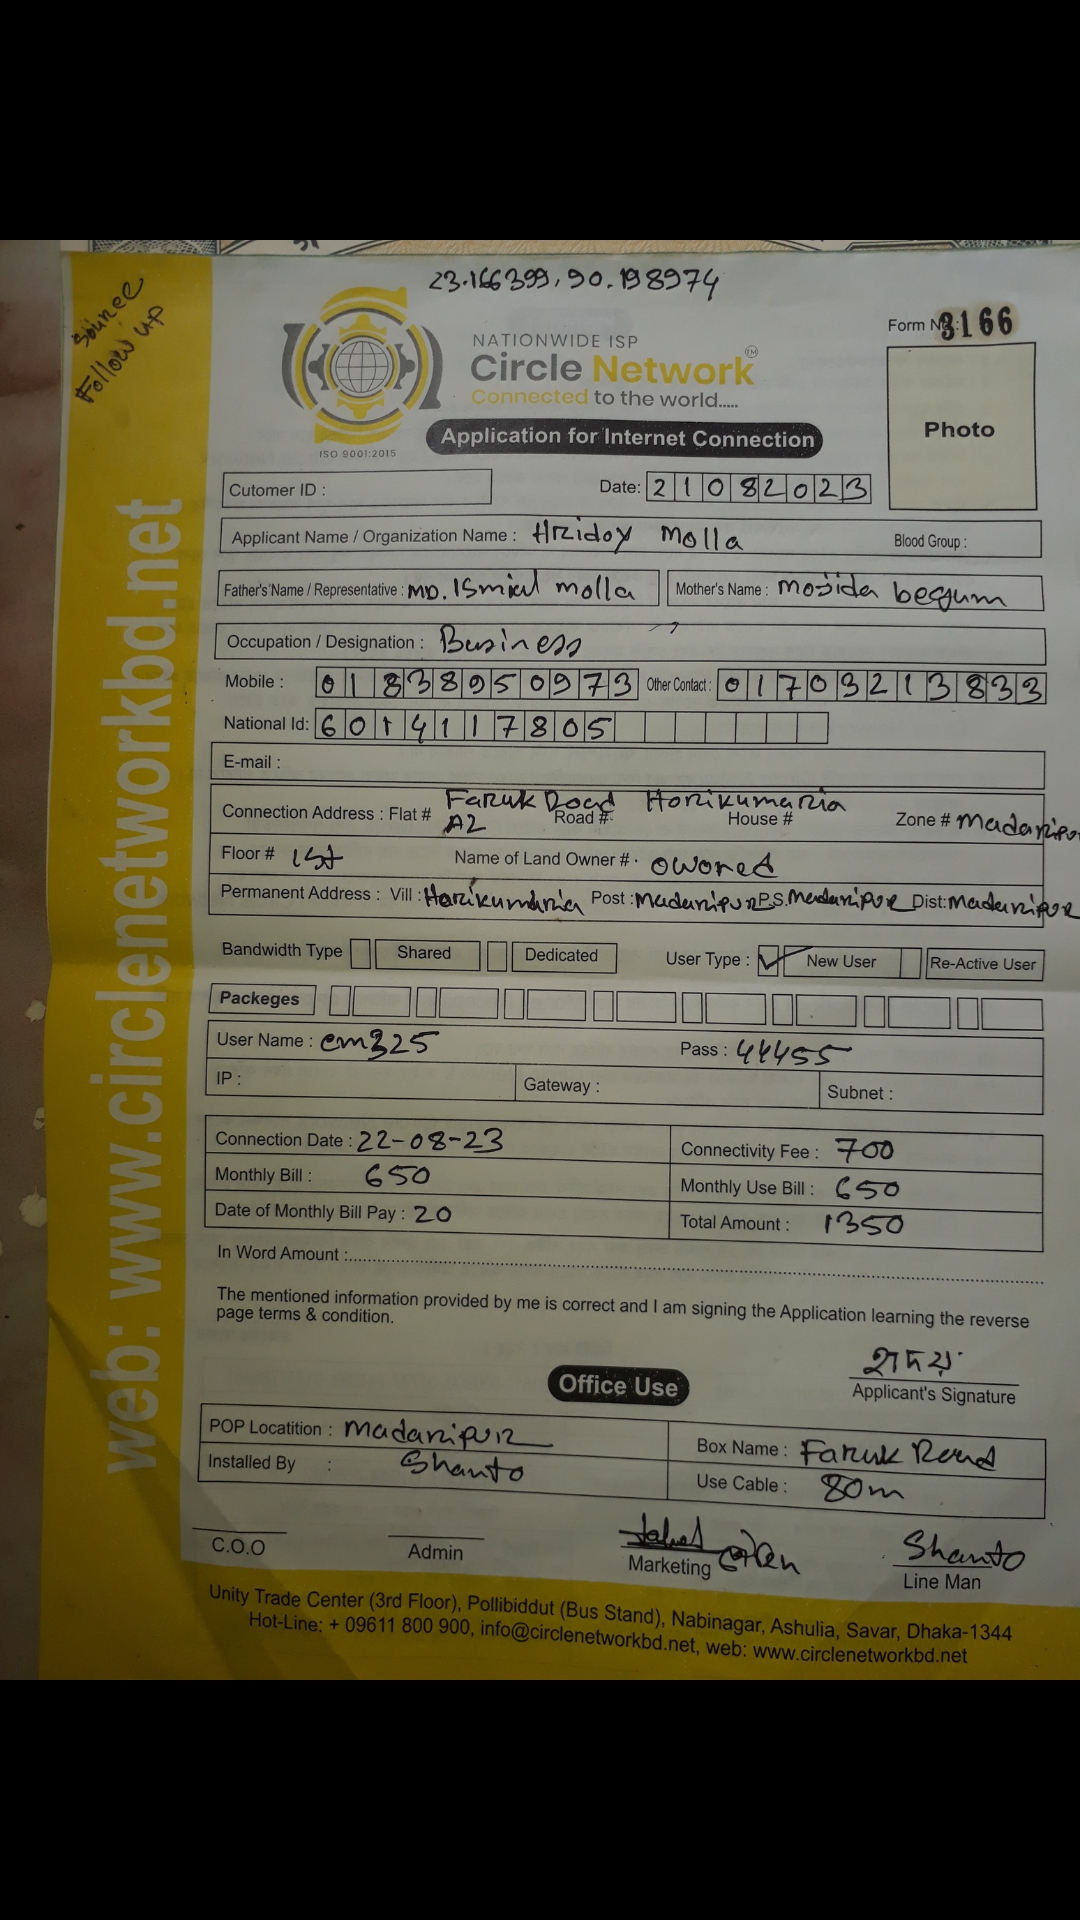 23.166399, 90.198974
Source
Follow up
Form No: 3166
NATIONWIDE ISP
Circle Network TM
Connected to the world.....
ISO 9001:2015
Application for Internet Connection
Photo
Cutomer ID :
Date: 21082023
Applicant Name / Organization Name : Hridoy Molla Blood Group :
Father's Name / Representative : MD. Ismiul molla Mother's Name : mosida begum
Occupation / Designation : Business
Mobile : 01838950973 Other Contact : 01703213833
National Id: 6014117805
E-mail :
Faruk Road Horikumaria
Connection Address : Flat # A2 Road # House # Zone # Madaripur
Floor # 1st Name of Land Owner # owored
Permanent Address : Vill : Horikumaria Post : Madaripur P.S. Madaripur Dist: Madaripur
Bandwidth Type Shared Dedicated User Type : ✓ New User Re-Active User
Packeges
User Name : cm325 Pass : 44455
IP : Gateway : Subnet :
Connection Date : 22-08-23 Connectivity Fee : 700
Monthly Bill : 650 Monthly Use Bill : 650
Date of Monthly Bill Pay : 20 Total Amount : 1350
In Word Amount :
The mentioned information provided by me is correct and I am signing the Application learning the reverse
page terms & condition.
হৃদয়
Applicant's Signature
Office Use
POP Locatition : Madaripur Box Name : Faruk Road
Installed By : Shanto Use Cable : 80m
C.O.O Admin Marketing
Shanto
Line Man
Unity Trade Center (3rd Floor), Pollibiddut (Bus Stand), Nabinagar, Ashulia, Savar, Dhaka-1344
Hot-Line: + 09611 800 900, info@circlenetworkbd.net, web: www.circlenetworkbd.net
web: www.circlenetworkbd.net